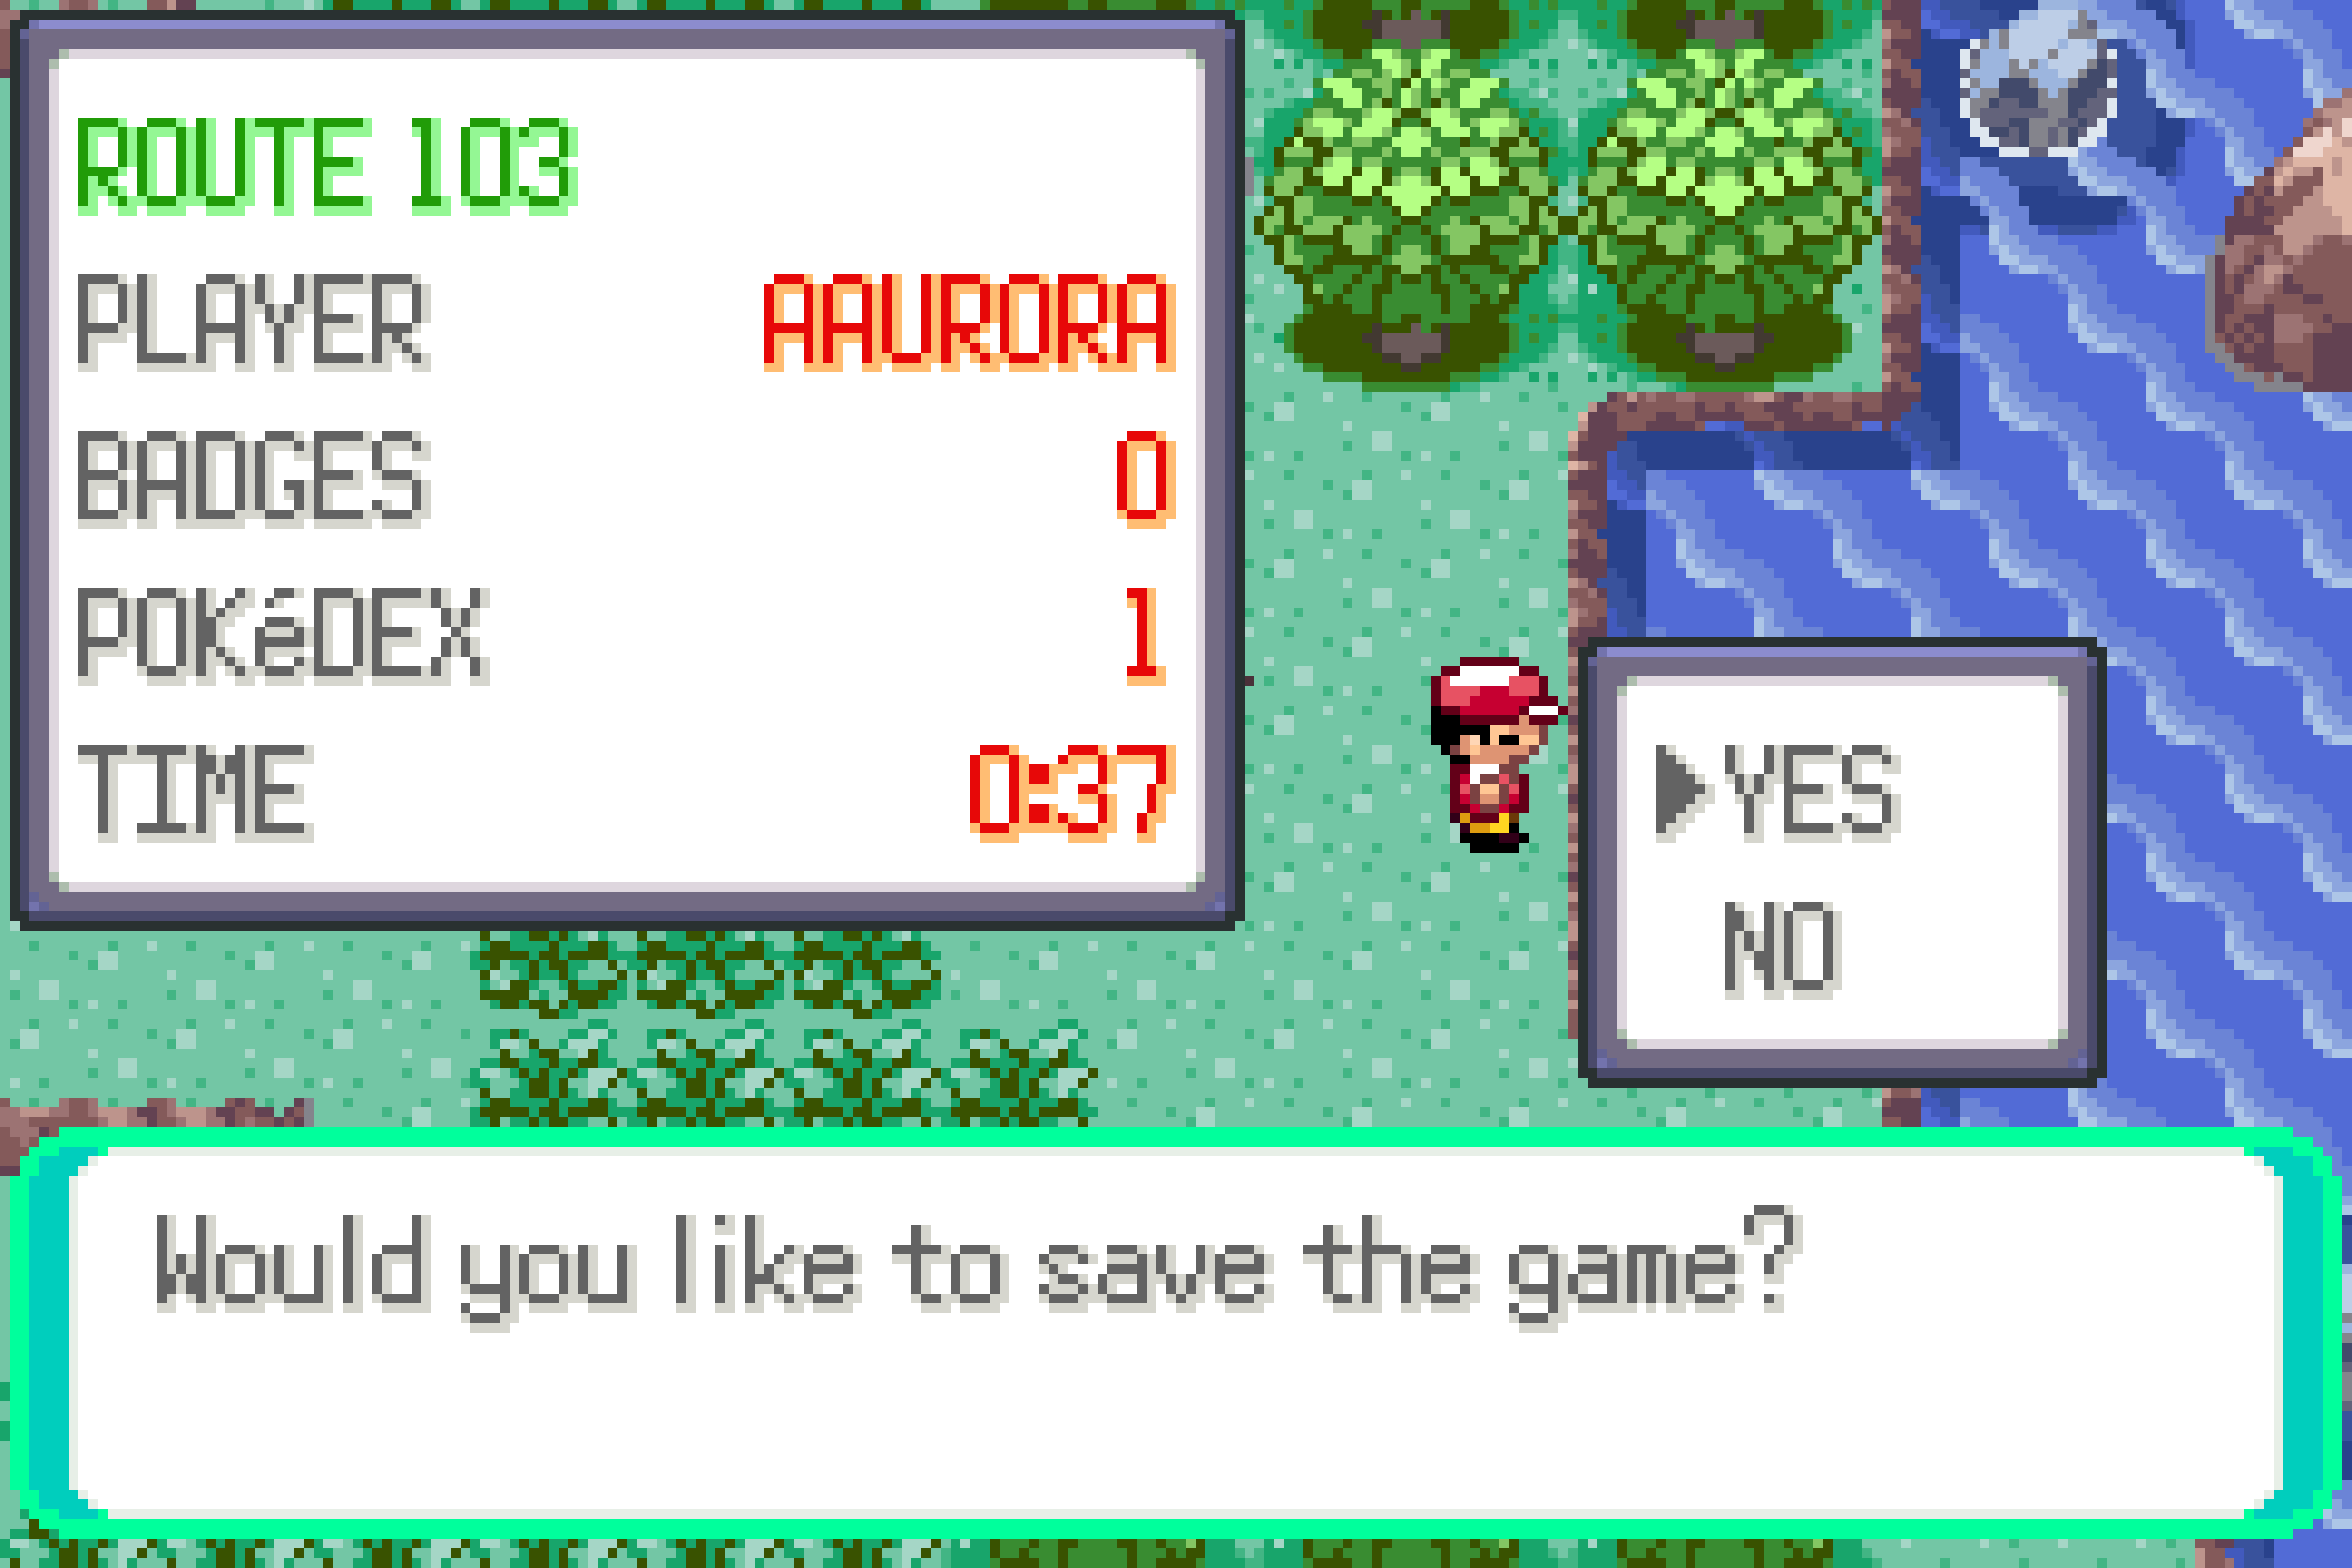 ROUTE 103
PLAYER AAURORA
BADGES 0
POKéDEX 1
TIME 0:37
▶YES
NO
Would you like to save the game?